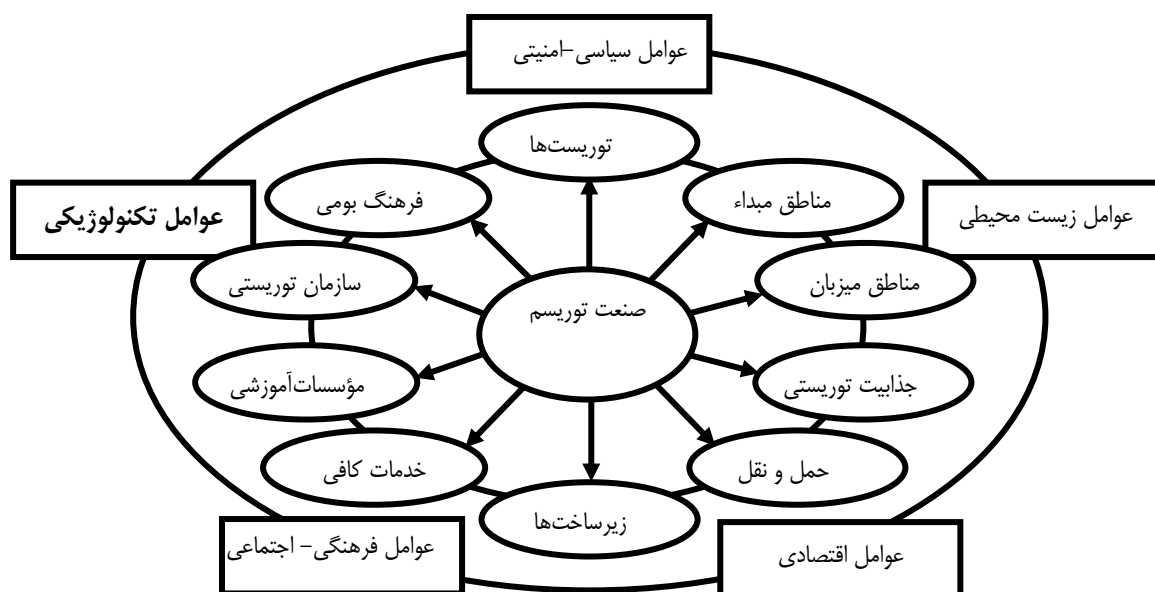 عوامل سیاسی-امنیتی
توریست‌ها
مناطق مبداء
فرهنگ بومی
عوامل زیست محیطی
عوامل تکنولوژیکی
مناطق میزبان
سازمان توریستی
صنعت توریسم
جذابیت توریستی
مؤسسات‌آموزشی
حمل و نقل
خدمات کافی
زیرساخت‌ها
عوامل اقتصادی
عوامل فرهنگی- اجتماعی